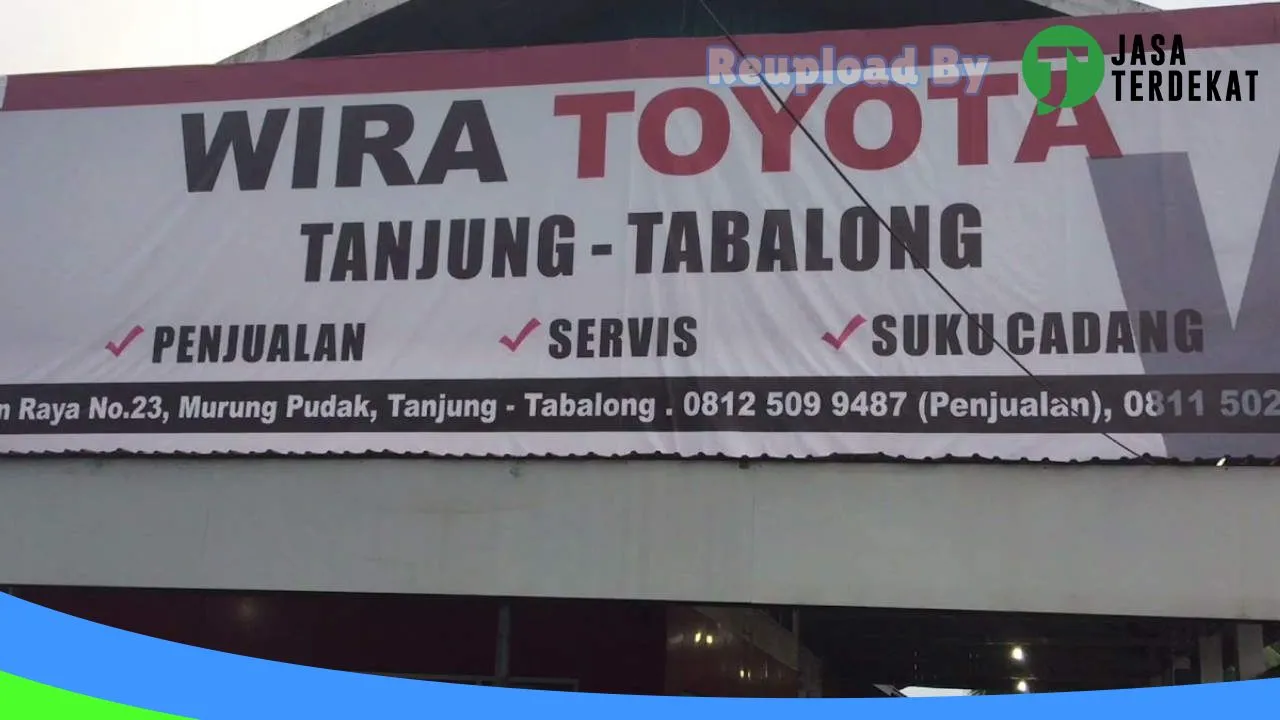 Reupload By
JASA
TERDEKAT
WIRA TOYOTA
TANJUNG - TABALONG
PENJUALAN
SERVIS
SUKU CADANG
Raya No.23, Murung Pudak, Tanjung - Tabalong . 0812 509 9487 (Penjualan), 0811 502